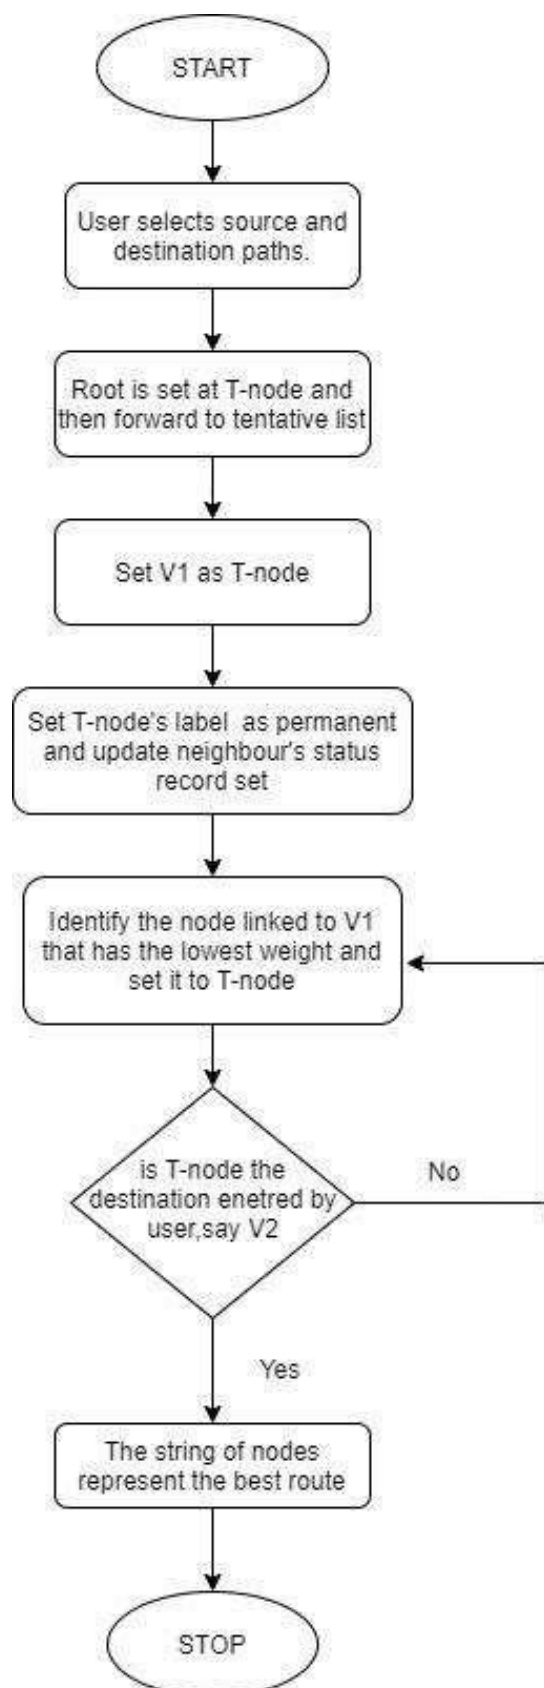 START
User selects source and
destination paths.
Root is set at T-node and
then forward to tentative list
Set V1 as T-node
Set T-node's label as permanent
and update neighbour's status
record set
Identify the node linked to V1
that has the lowest weight and
set it to T-node
is T-node the
destination enetred by
user,say V2
No
Yes
The string of nodes
represent the best route
STOP